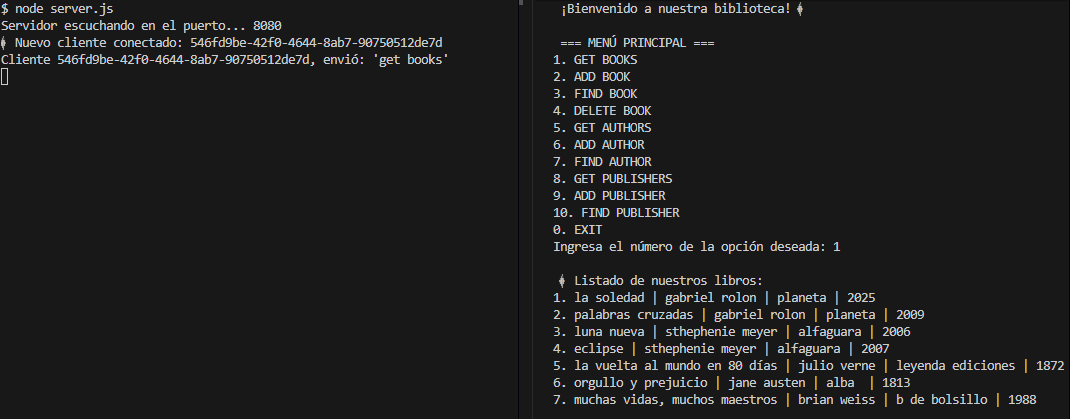 $ node server.js
Servidor escuchando en el puerto... 8080
Nuevo cliente conectado: 546fd9be-42f0-4644-8ab7-90750512de7d
Cliente 546fd9be-42f0-4644-8ab7-90750512de7d, envió: 'get books'
¡Bienvenido a nuestra biblioteca!
=== MENÚ PRINCIPAL ===
1. GET BOOKS
2. ADD BOOK
3. FIND BOOK
4. DELETE BOOK
5. GET AUTHORS
6. ADD AUTHOR
7. FIND AUTHOR
8. GET PUBLISHERS
9. ADD PUBLISHER
10. FIND PUBLISHER
0. EXIT
Ingresa el número de la opción deseada: 1
Listado de nuestros libros:
1. la soledad | gabriel rolon | planeta | 2025
2. palabras cruzadas | gabriel rolon | planeta | 2009
3. luna nueva | sthephenie meyer | alfaguara | 2006
4. eclipse | sthephenie meyer | alfaguara | 2007
5. la vuelta al mundo en 80 días | julio verne | leyenda ediciones | 1872
6. orgullo y prejuicio | jane austen | alba  | 1813
7. muchas vidas, muchos maestros | brian weiss | b de bolsillo | 1988